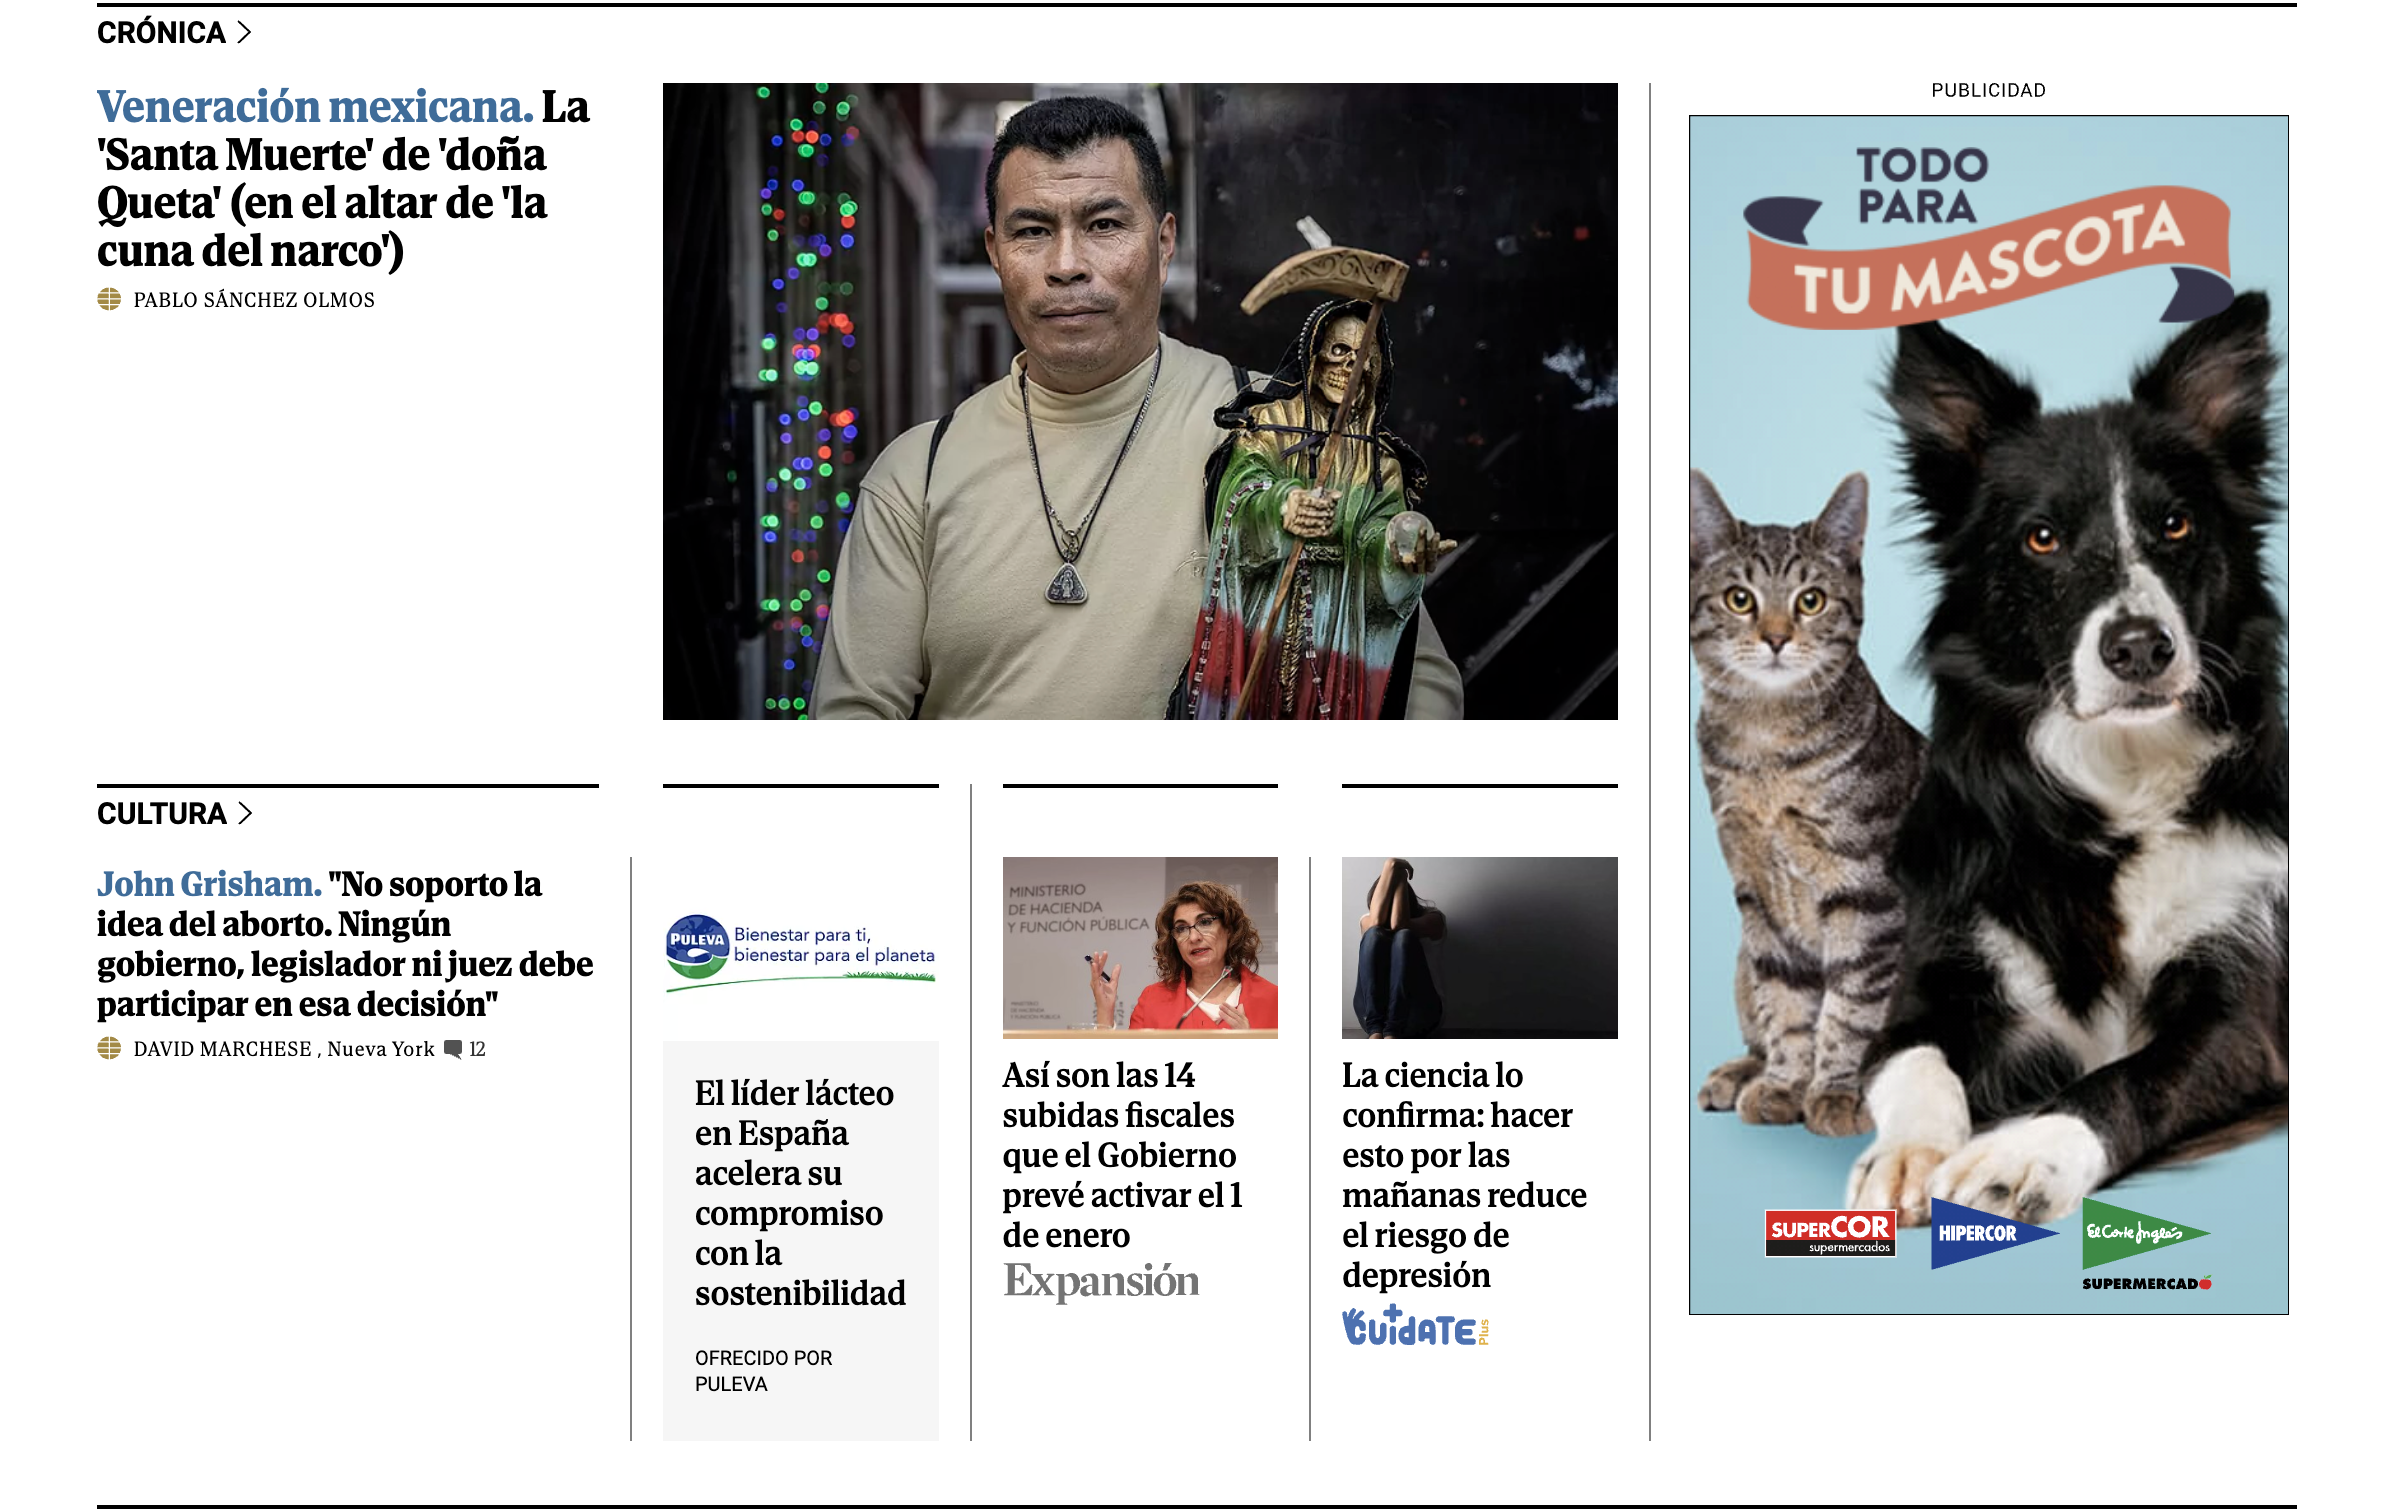 CRÓNICA
Veneración mexicana. La
'Santa Muerte' de 'doña
Queta' (en el altar de 'la
cuna del narco')
PABLO SÁNCHEZ OLMOS
PUBLICIDAD
TODO
PARA
TU MASCOTA
SUPERCOR
supermercados
HIPERCOR
El Corte Inglés
SUPERMERCADO
CULTURA
John Grisham. "No soporto la
idea del aborto. Ningún
gobierno, legislador ni juez debe
participar en esa decisión"
DAVID MARCHESE , Nueva York 12
PULEVA
Bienestar para ti,
bienestar para el planeta
El líder lácteo
en España
acelera su
compromiso
con la
sostenibilidad
OFRECIDO POR
PULEVA
MINISTERIO
DE HACIENDA
Y FUNCIÓN PÚBLICA
MINISTERIO
DE HACIENDA
Y FUNCIÓN PÚBLICA
Así son las 14
subidas fiscales
que el Gobierno
prevé activar el 1
de enero
Expansión
La ciencia lo
confirma: hacer
esto por las
mañanas reduce
el riesgo de
depresión
CUIDATE Plus